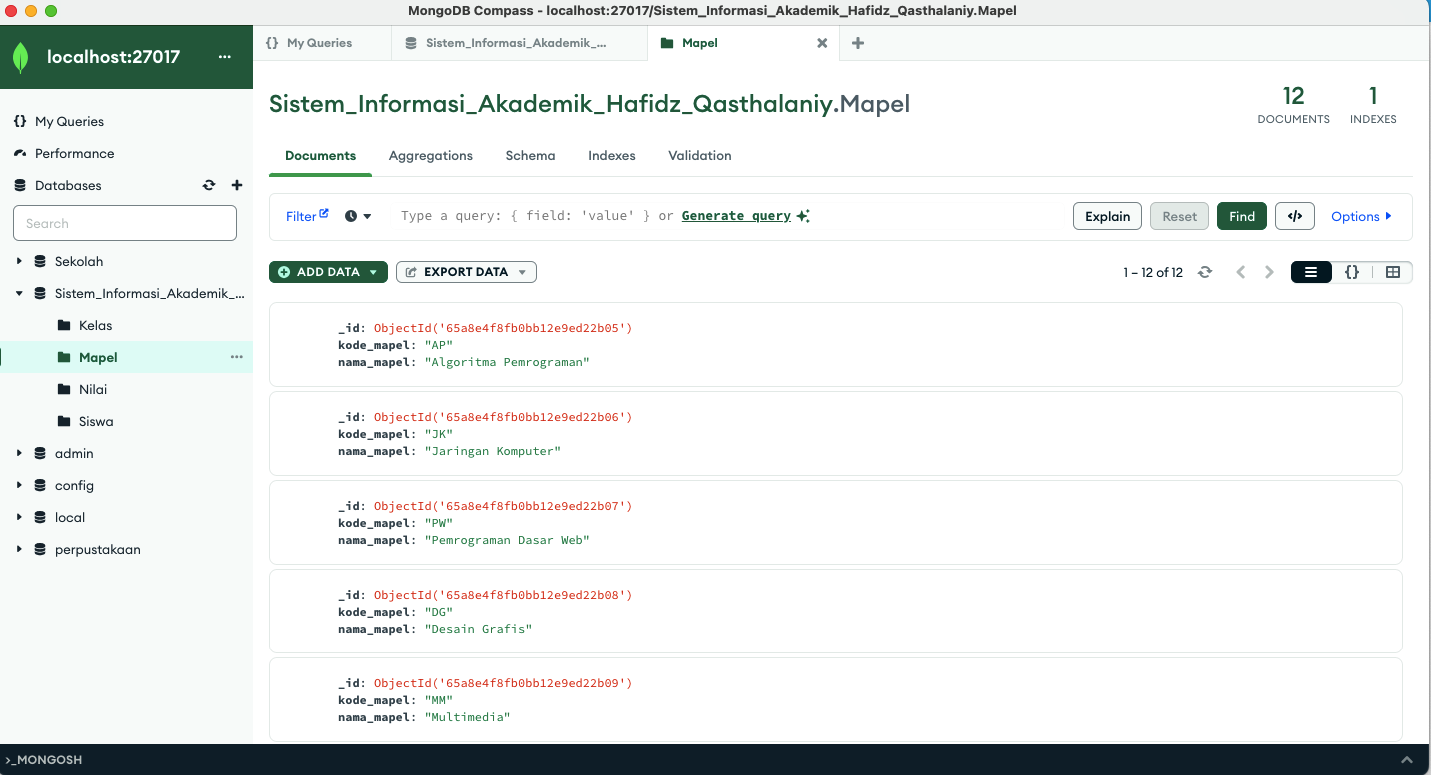 MongoDB Compass - localhost:27017/Sistem_Informasi_Akademik_Hafidz_Qasthalaniy.Mapel
localhost:27017 ...
{} My Queries
Sistem_Informasi_Akademik_...
Mapel
{} My Queries
Performance
Databases
Search
Sekolah
Sistem_Informasi_Akademik_...
Kelas
Mapel ...
Nilai
Siswa
admin
config
local
perpustakaan
Sistem_Informasi_Akademik_Hafidz_Qasthalaniy.Mapel
12 1
DOCUMENTS INDEXES
Documents Aggregations Schema Indexes Validation
Filter Type a query: { field: 'value' } or Generate query Explain Reset Find </> Options
ADD DATA EXPORT DATA 1 – 12 of 12 {}
_id: ObjectId('65a8e4f8fb0bb12e9ed22b05')
kode_mapel: "AP"
nama_mapel: "Algoritma Pemrograman"
_id: ObjectId('65a8e4f8fb0bb12e9ed22b06')
kode_mapel: "JK"
nama_mapel: "Jaringan Komputer"
_id: ObjectId('65a8e4f8fb0bb12e9ed22b07')
kode_mapel: "PW"
nama_mapel: "Pemrograman Dasar Web"
_id: ObjectId('65a8e4f8fb0bb12e9ed22b08')
kode_mapel: "DG"
nama_mapel: "Desain Grafis"
_id: ObjectId('65a8e4f8fb0bb12e9ed22b09')
kode_mapel: "MM"
nama_mapel: "Multimedia"
>_MONGOSH